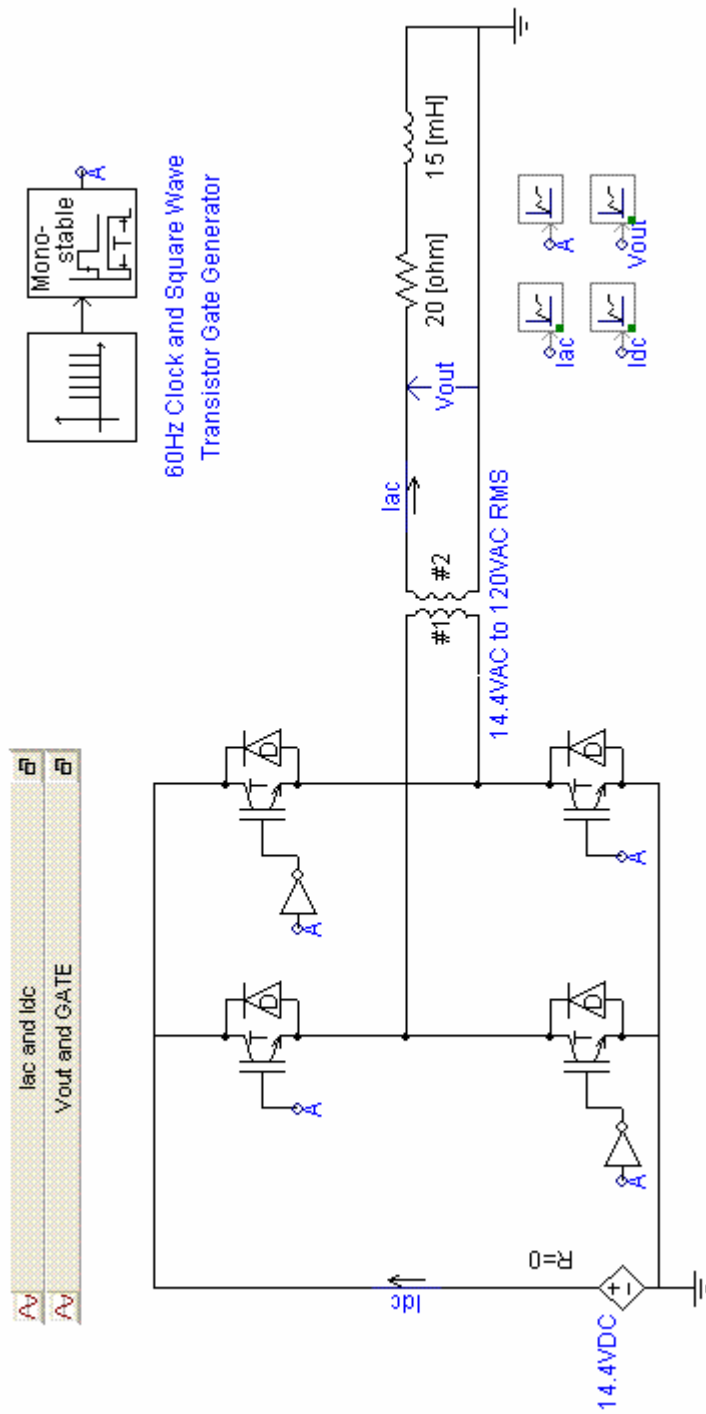 Iac and Idc
Vout and GATE
Mono-
stable
T
A
60Hz Clock and Square Wave
Transistor Gate Generator
A
A
A
A
D
D
D
D
T
T
T
T
Idc
R=0
+
-
14.4VDC
#1
#2
14.4VAC to 120VAC RMS
Iac
Vout
20 [ohm]
15 [mH]
Iac
A
Idc
Vout